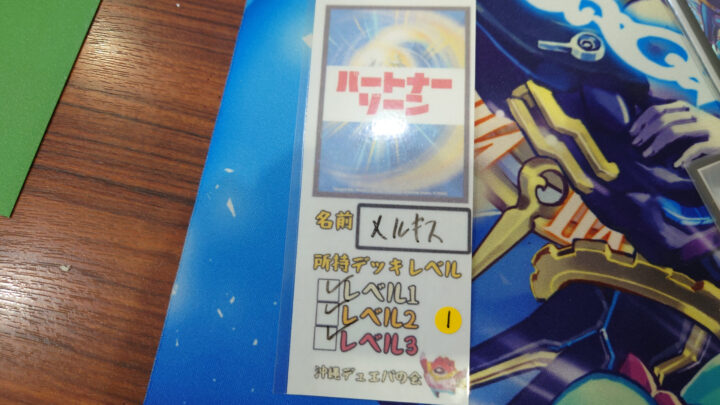 パートナー
ゾーン
名前 メルキス
所持デッキレベル
レベル1
レベル2
1
レベル3
沖縄デュエパの会